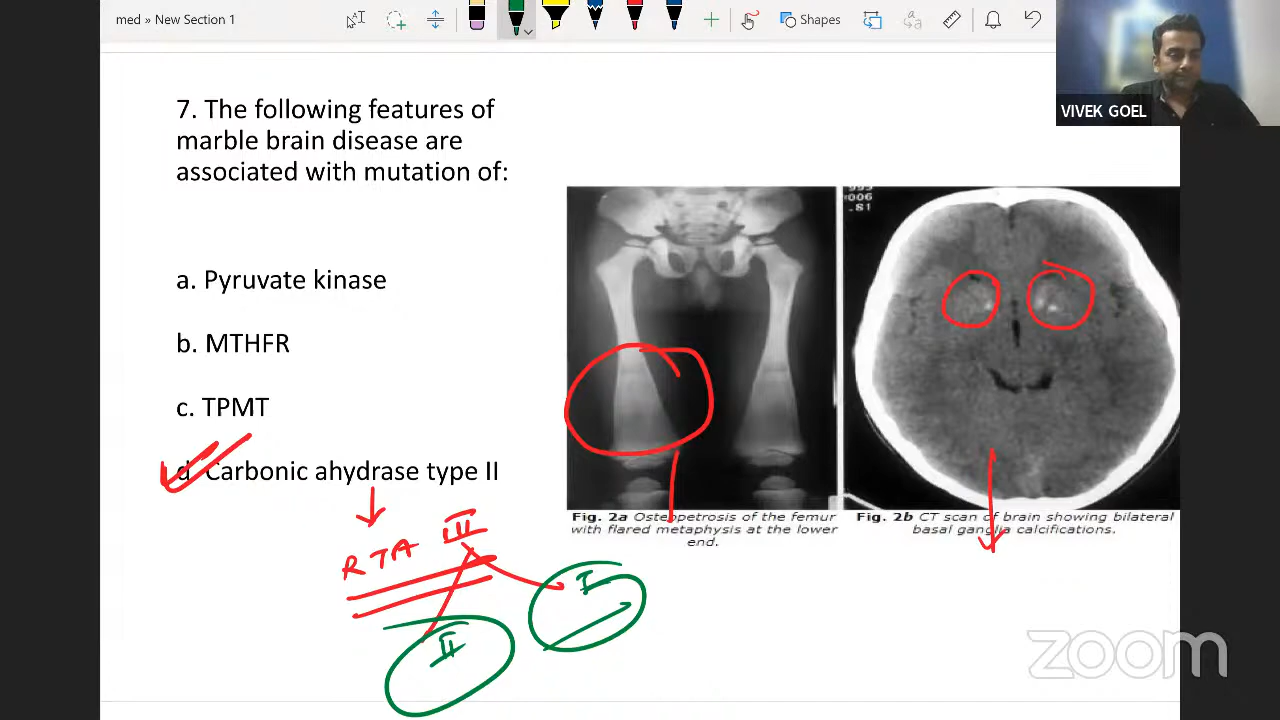 med » New Section 1
Shapes
VIVEK GOEL
7. The following features of
marble brain disease are
associated with mutation of:
a. Pyruvate kinase
b. MTHFR
c. TPMT
d. Carbonic ahydrase type II
RTA III
II
I
006
.81
Fig. 2a Osteopetrosis of the femur
with flared metaphysis at the lower
end.
Fig. 2b CT scan of brain showing bilateral
basal ganglia calcifications.
zoom